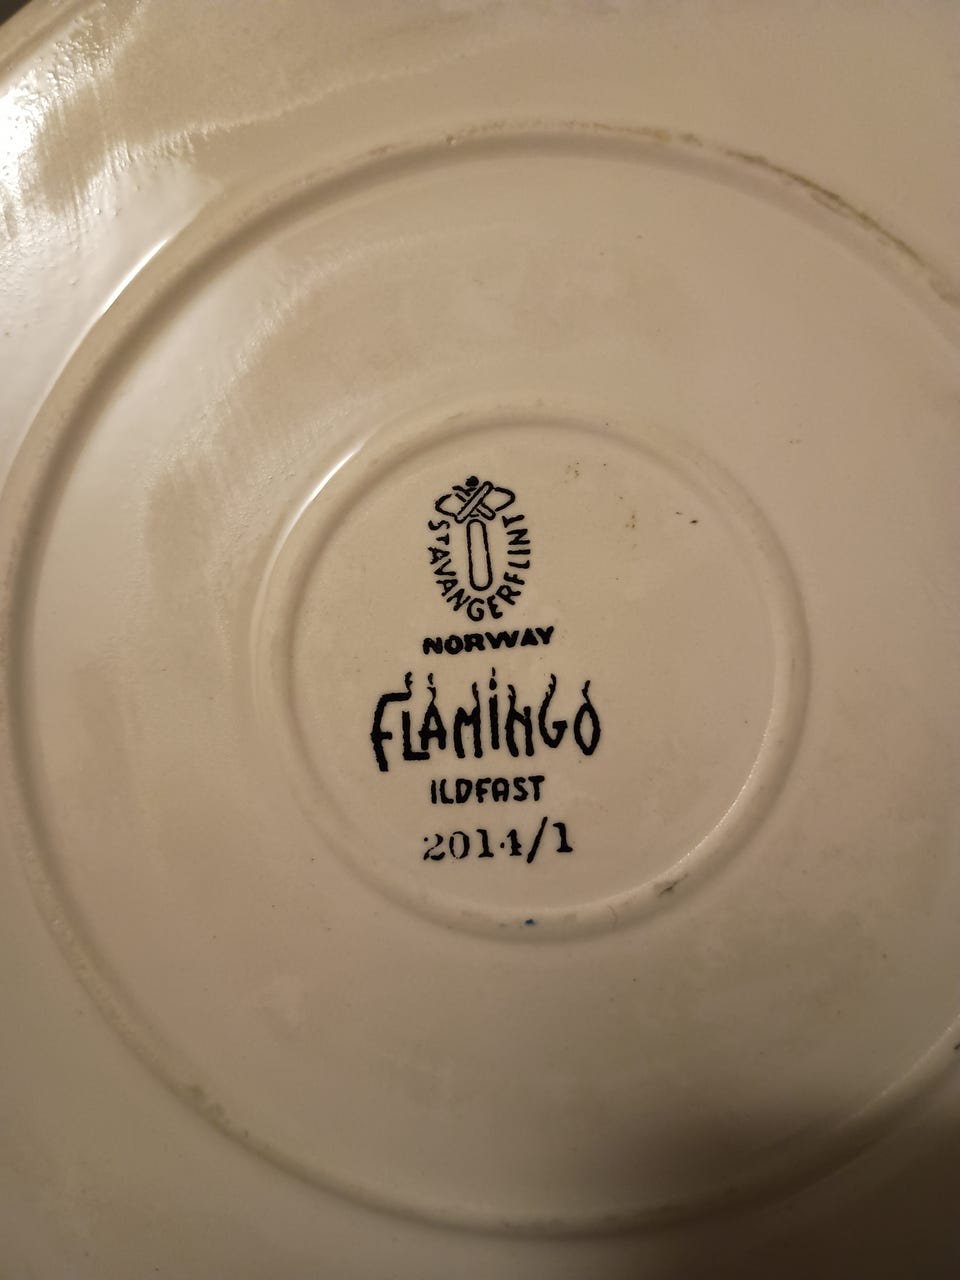 STAVANGERFLINT
NORWAY
FLAMINGO
ILDFAST
2014/1